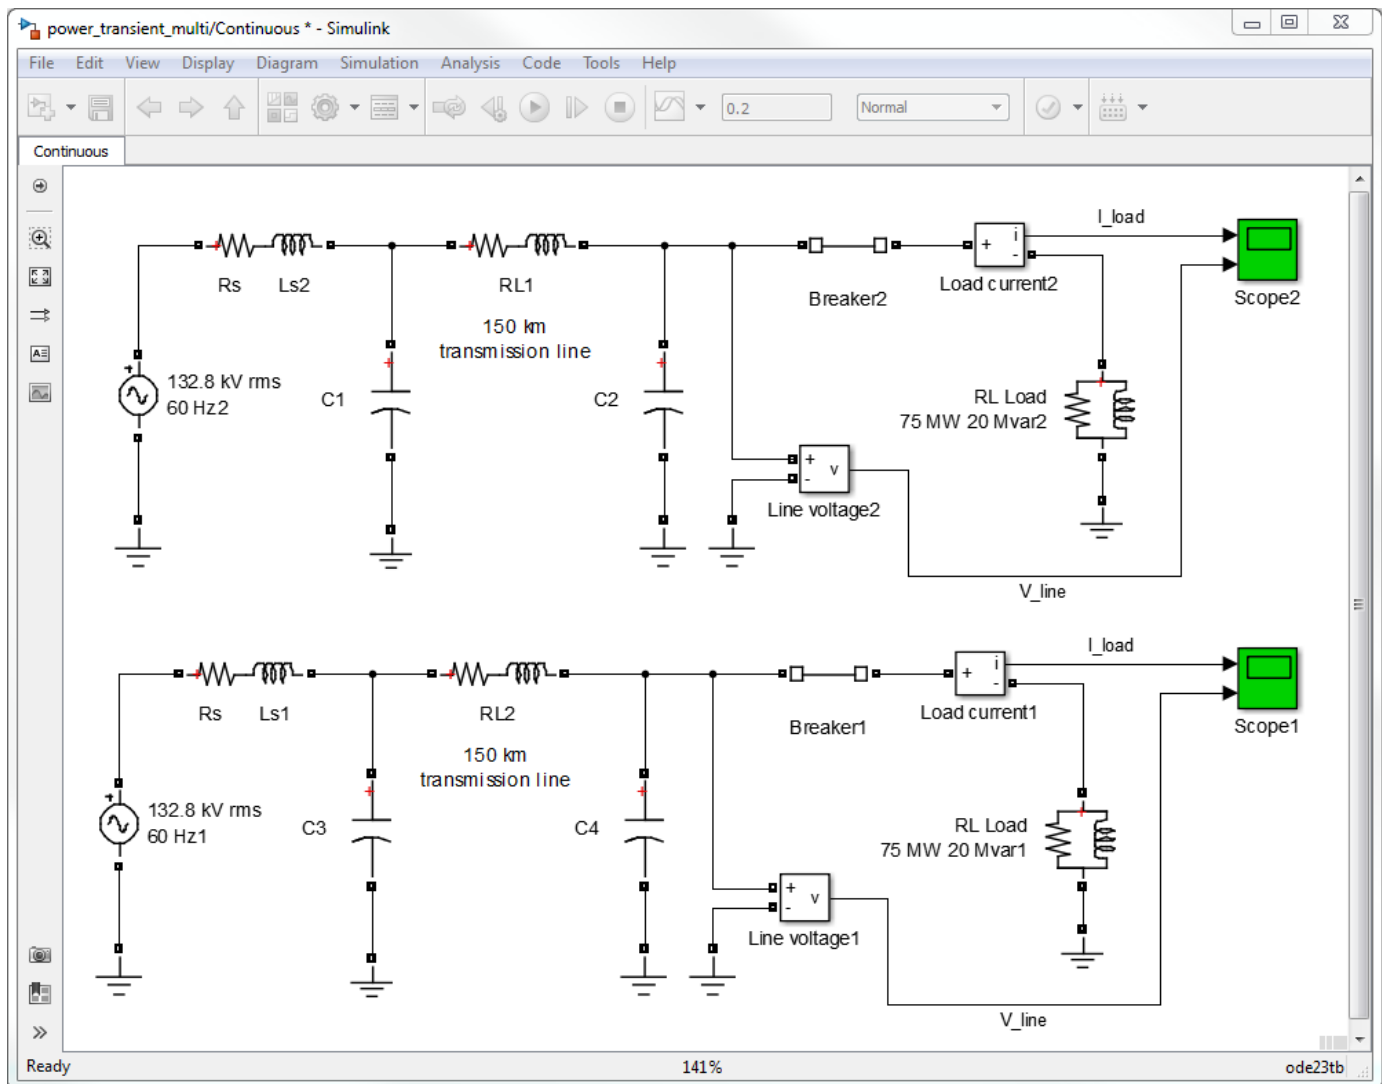 power_transient_multi/Continuous * - Simulink
File Edit View Display Diagram Simulation Analysis Code Tools Help
0.2 Normal
Continuous
I_load
i
+
-
Load current2
Scope2
Rs Ls2
RL1
Breaker2
150 km
transmission line
+
132.8 kV rms
60 Hz2
C1
C2
RL Load
75 MW 20 Mvar2
+
v
-
Line voltage2
V_line
I_load
i
+
-
Load current1
Scope1
Rs Ls1
RL2
Breaker1
150 km
transmission line
+
132.8 kV rms
60 Hz1
C3
C4
RL Load
75 MW 20 Mvar1
+
v
-
Line voltage1
V_line
Ready 141% ode23tb